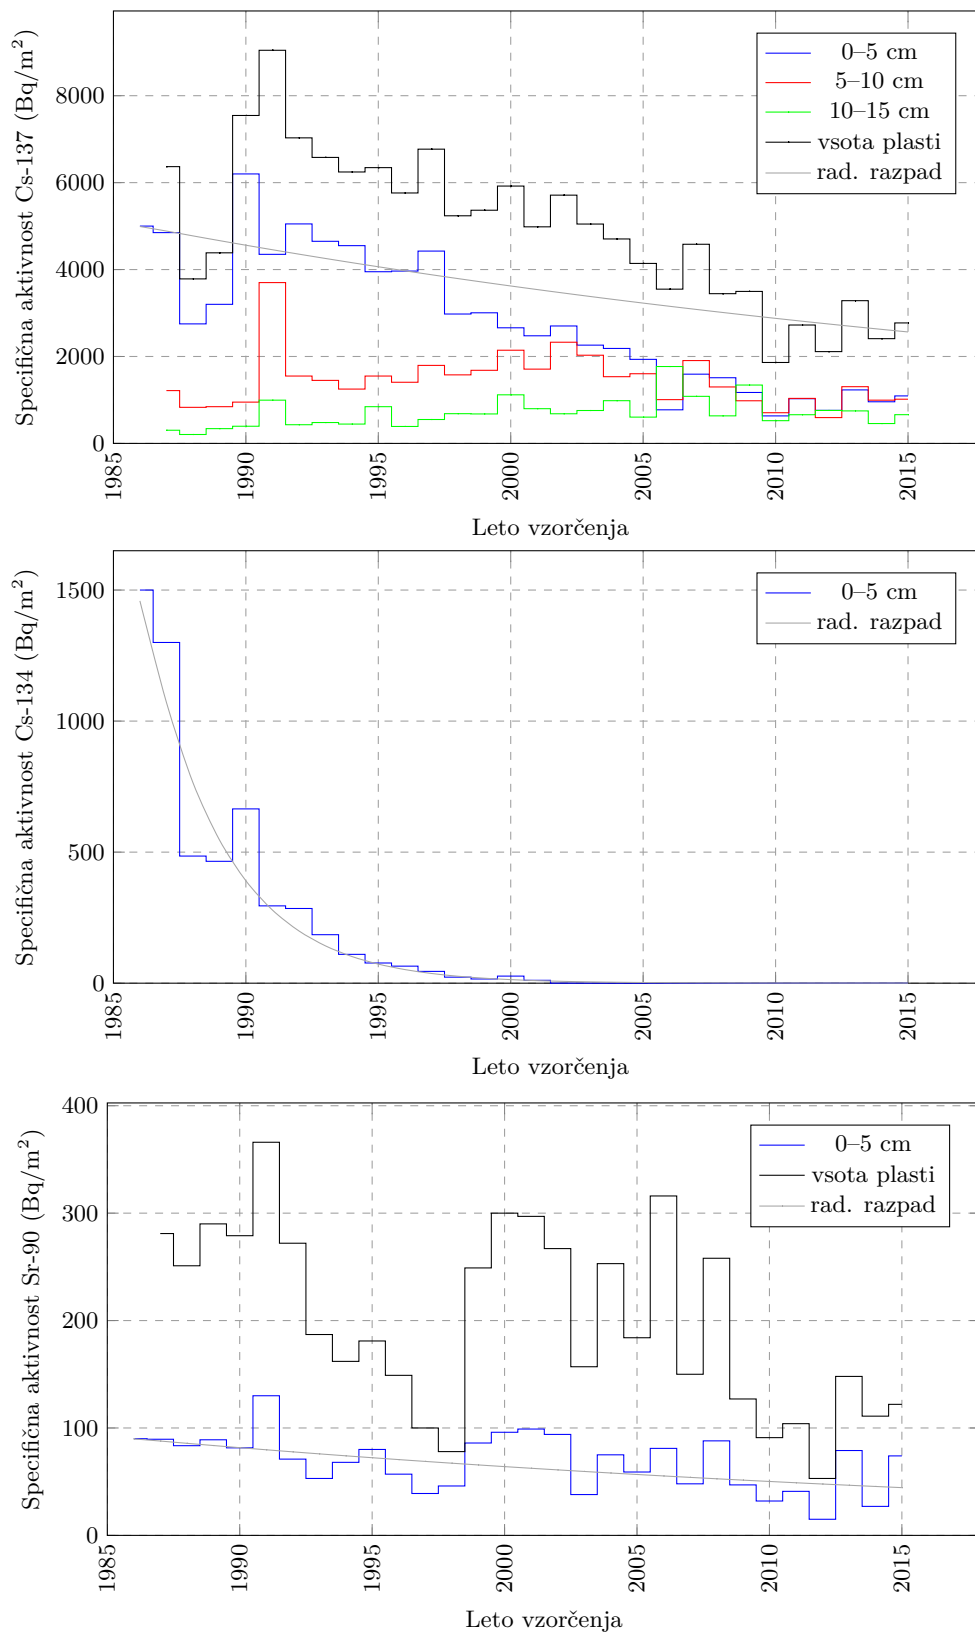 Specifična aktivnost Cs-137 (Bq/m²)
0–5 cm
5–10 cm
10–15 cm
vsota plasti
rad. razpad
8000
6000
4000
2000
0
1985
1990
1995
2000
2005
2010
2015
Leto vzorčenja
Specifična aktivnost Cs-134 (Bq/m²)
0–5 cm
rad. razpad
1500
1000
500
0
1985
1990
1995
2000
2005
2010
2015
Leto vzorčenja
Specifična aktivnost Sr-90 (Bq/m²)
0–5 cm
vsota plasti
rad. razpad
400
300
200
100
0
1985
1990
1995
2000
2005
2010
2015
Leto vzorčenja